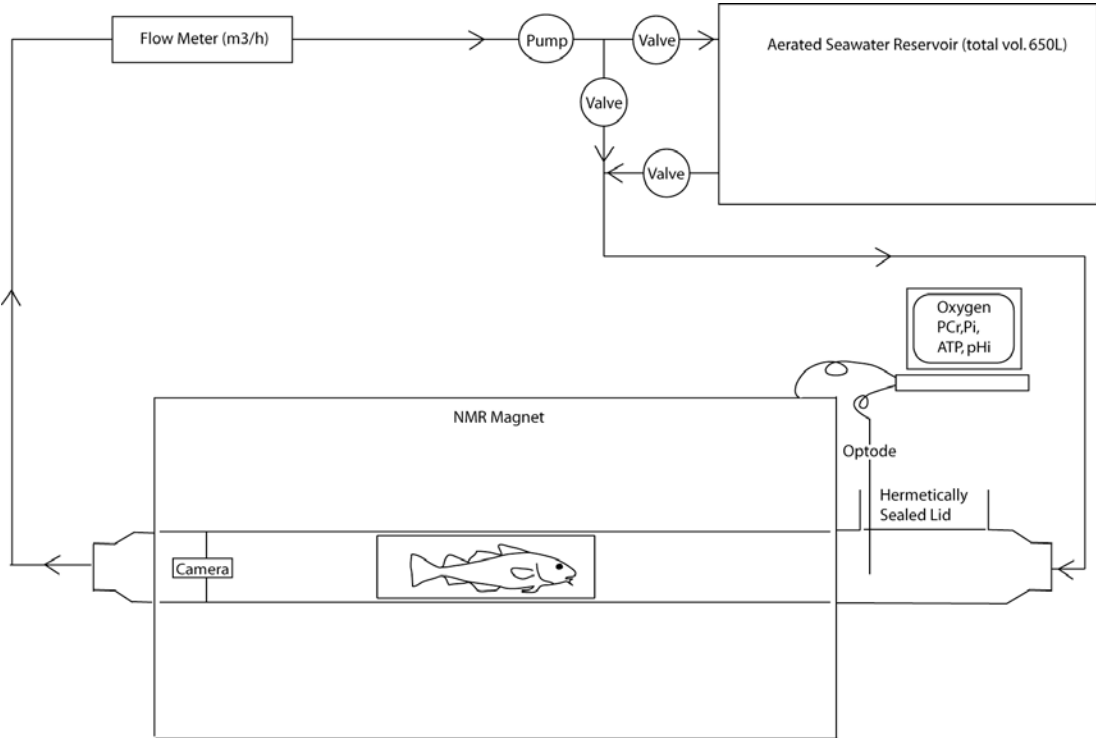 Flow Meter (m3/h)
Pump
Valve
Aerated Seawater Reservoir (total vol. 650L)
Valve
Valve
Oxygen
PCr,Pi,
ATP, pHi
NMR Magnet
Optode
Hermetically
Sealed Lid
Camera